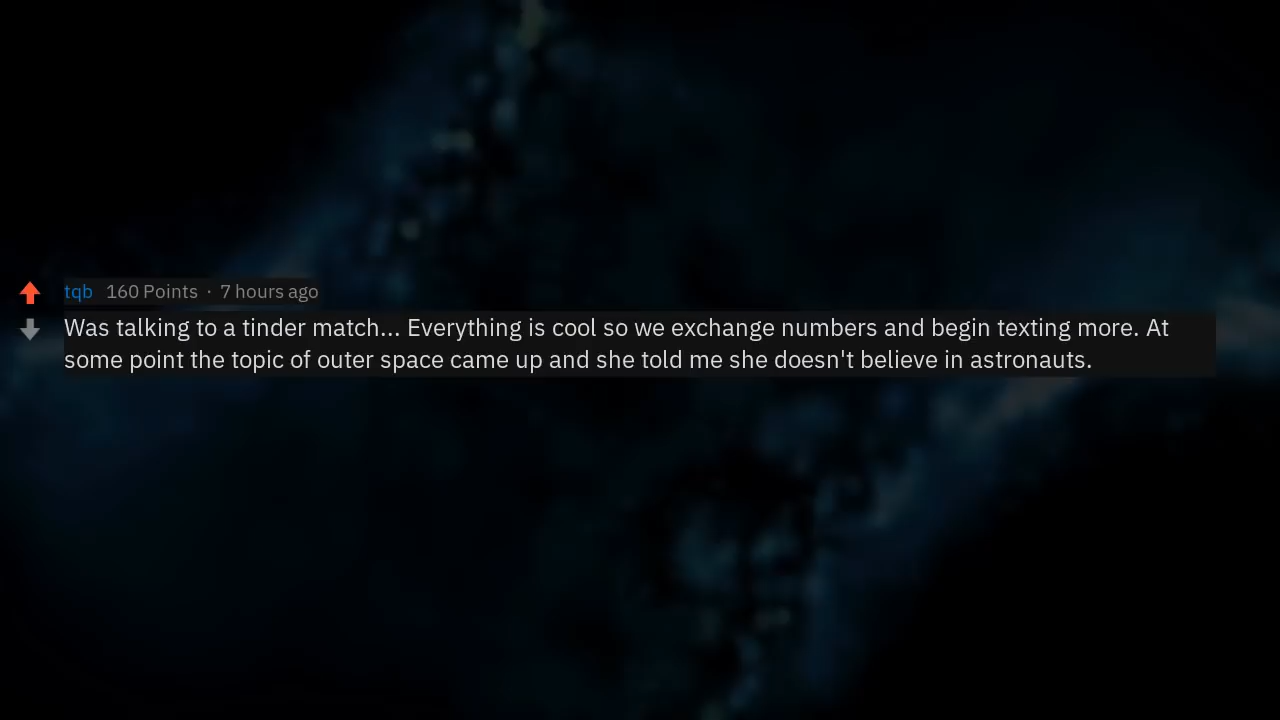 tqb 160 Points · 7 hours ago
Was talking to a tinder match... Everything is cool so we exchange numbers and begin texting more. At
some point the topic of outer space came up and she told me she doesn't believe in astronauts.